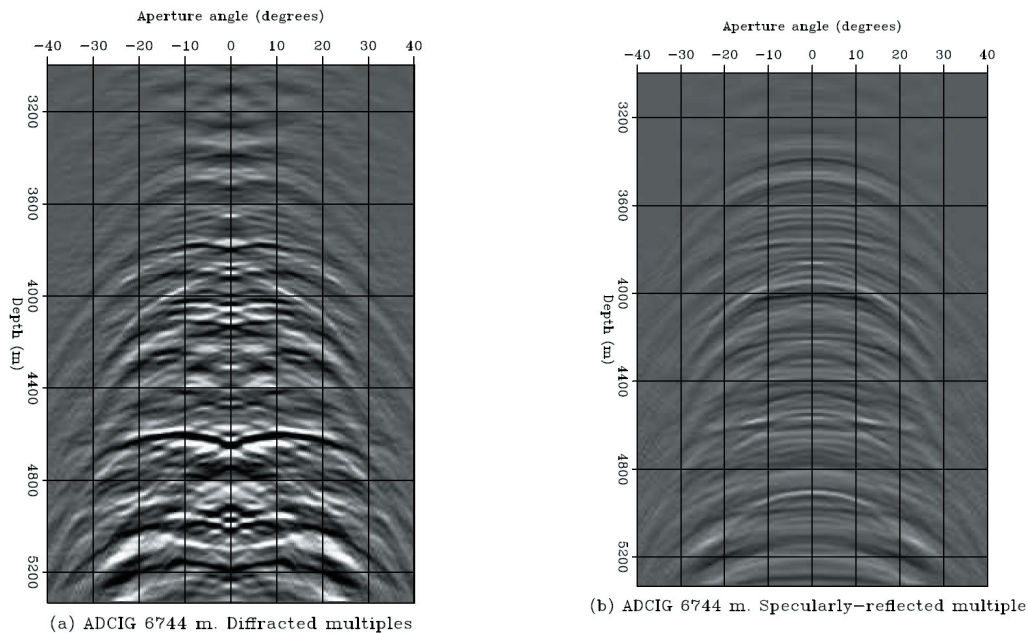 Aperture angle (degrees)
−40 −30 −20 −10 0 10 20 30 40
3200
3600
4000
4400
4800
5200
Depth (m)
(a) ADCIG 6744 m. Diffracted multiples
Aperture angle (degrees)
−40 −30 −20 −10 0 10 20 30 40
3200
3600
4000
4400
4800
5200
Depth (m)
(b) ADCIG 6744 m. Specularly−reflected multiple